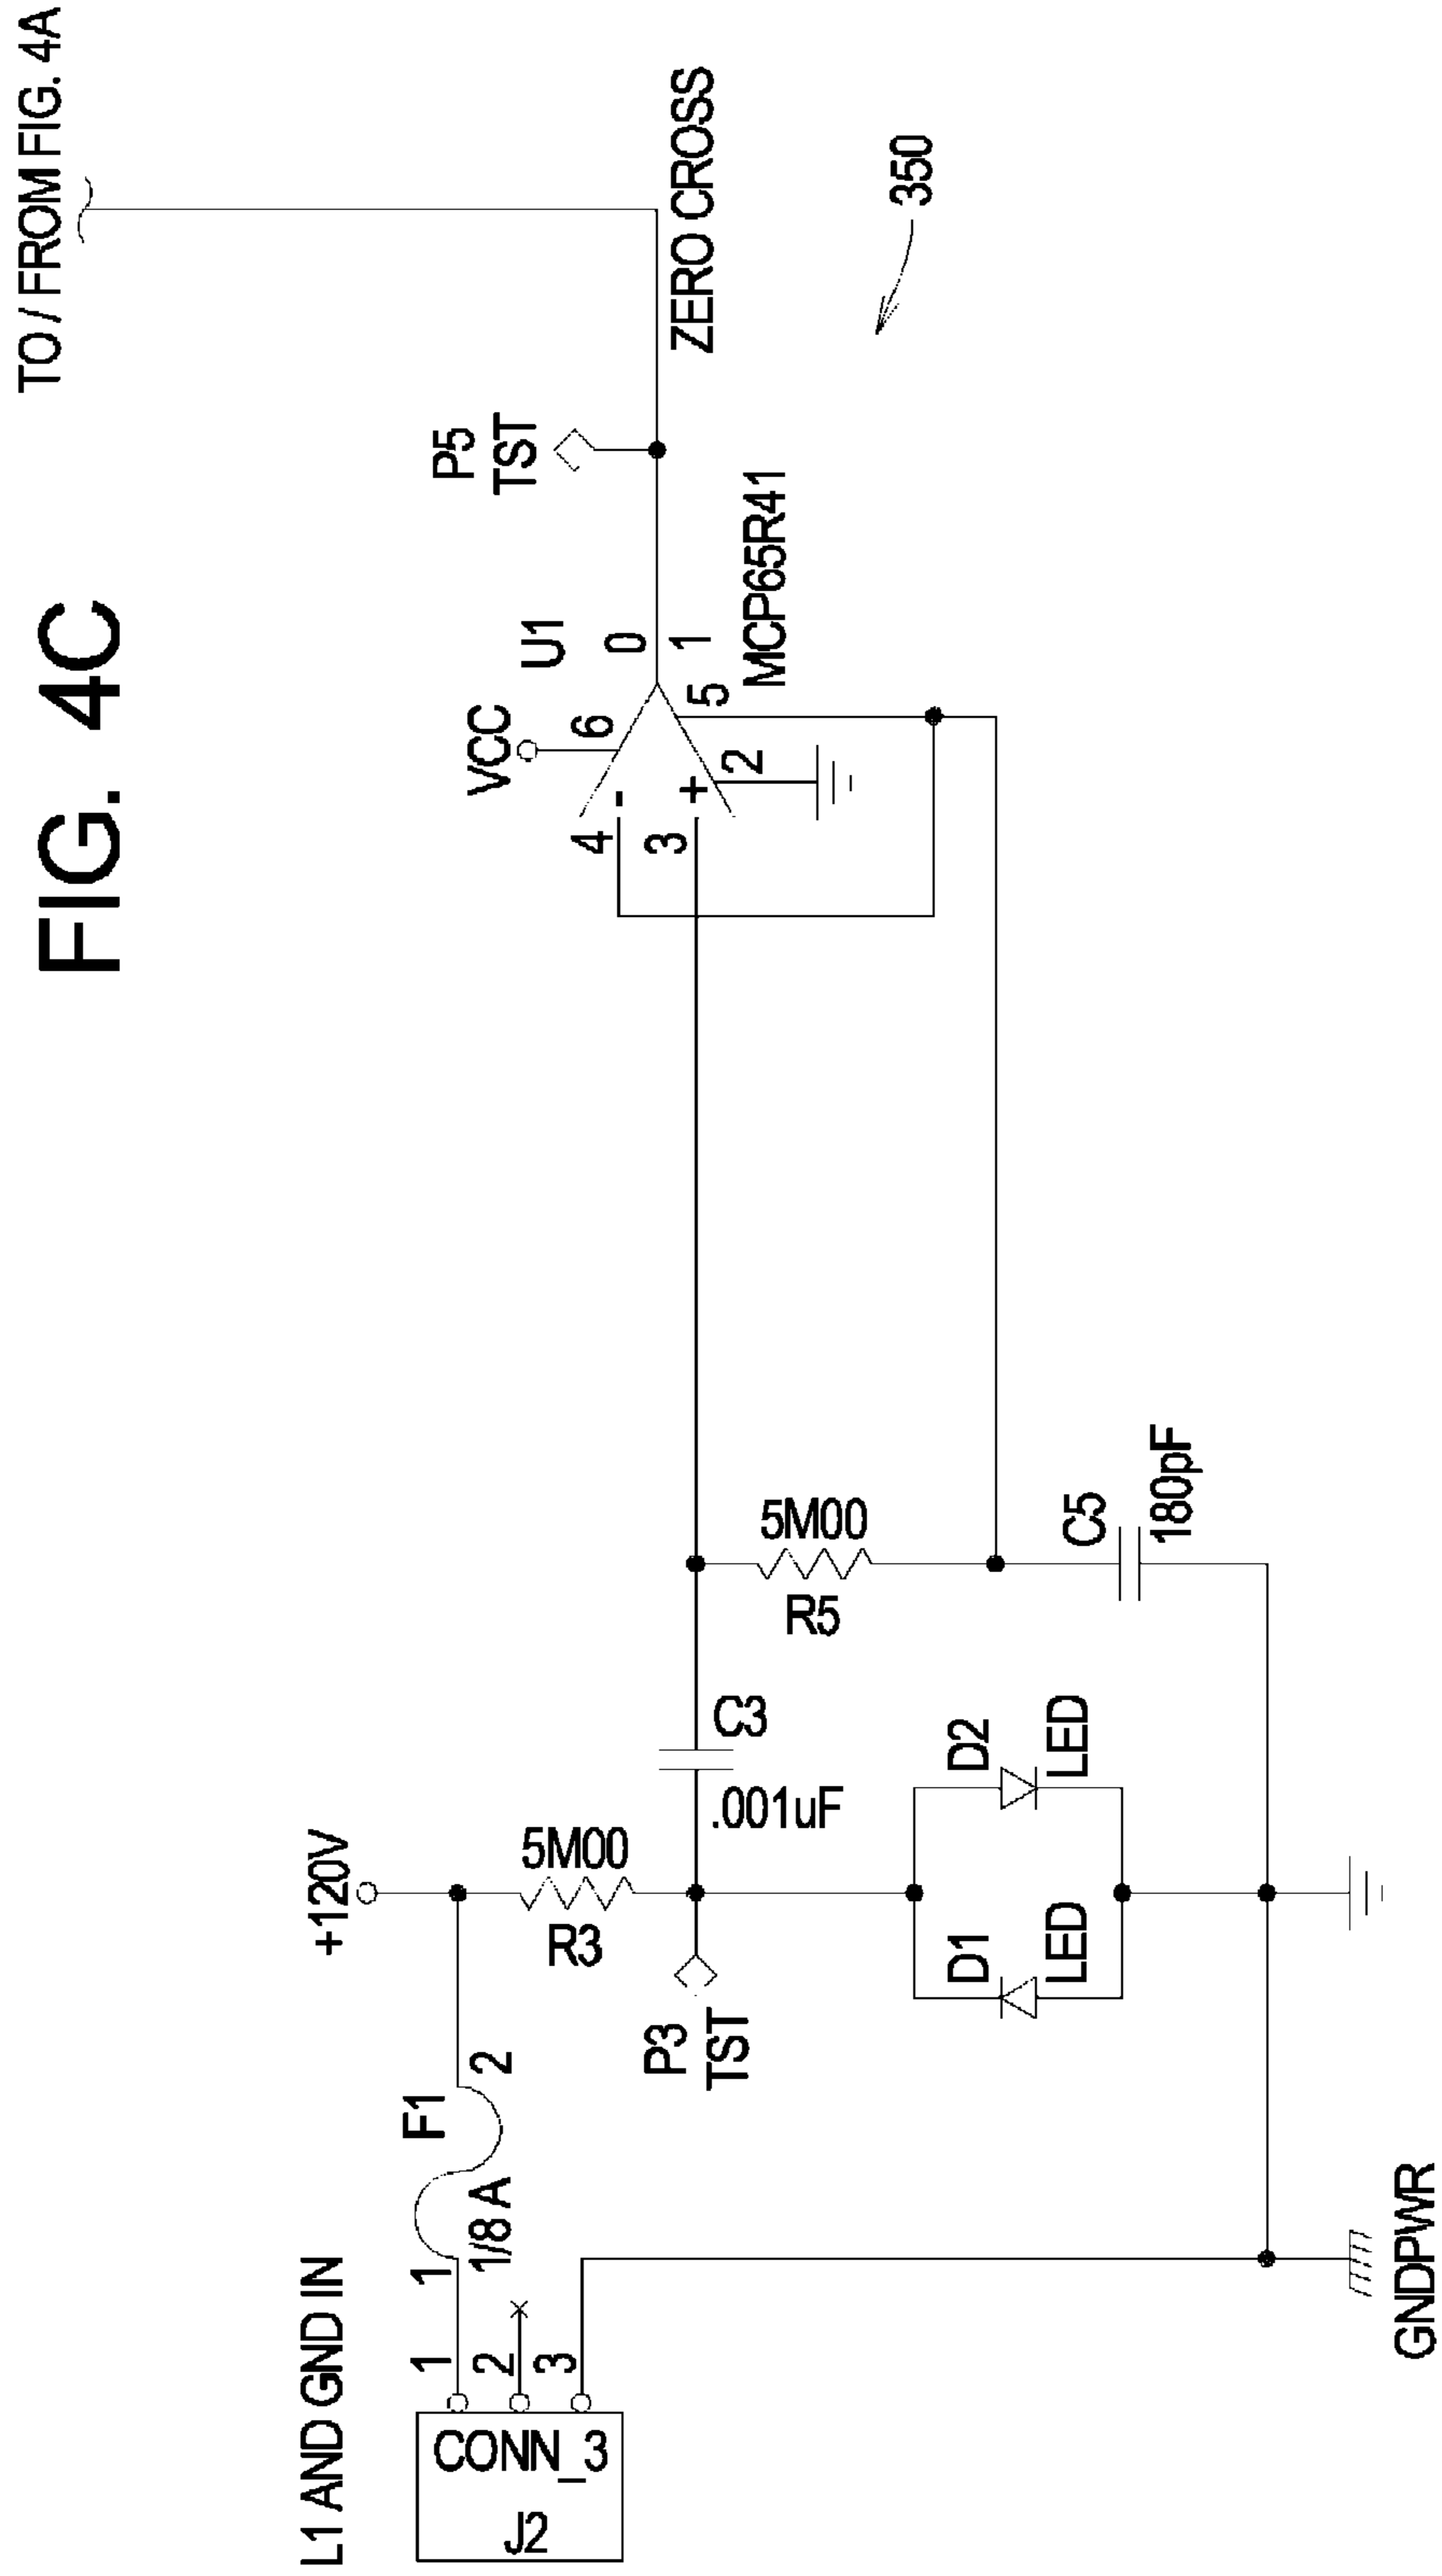 FIG. 4C
TO / FROM FIG. 4A
L1 AND GND IN
CONN_3
J2
1
2
3
1
F1
1/8 A
2
+120V
5M00
R3
P3
TST
C3
.001uF
D1
LED
D2
LED
5M00
R5
C5
180pF
GNDPWR
VCC
6
U1
4
3
-
+
2
5
0
1
MCP65R41
P5
TST
ZERO CROSS
350